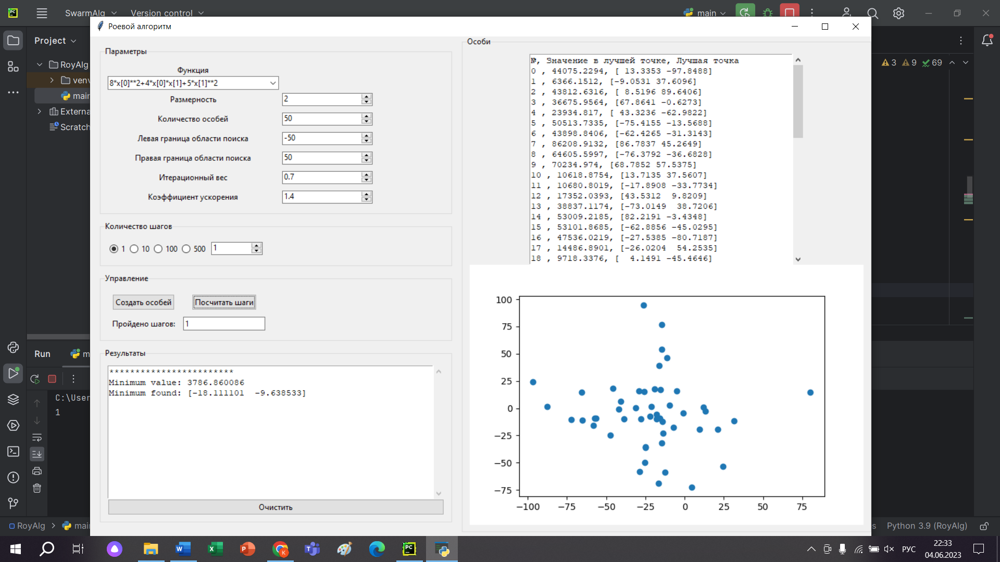 PC
SwarmAlg
Version control
main
Роевой алгоритм
Project
RoyAlg
venv
Scratch
Параметры
Функция
8*x[0]**2+4*x[0]*x[1]+5*x[1]**2
Размерность
2
Количество особей
50
Левая граница области поиска
-50
Правая граница области поиска
50
Итерационный вес
0.7
Коэффициент ускорения
1.4
Количество шагов
1
10
100
500
1
Управление
Создать особей
Посчитать шаги
Пройдено шагов:
1
Результаты
************************
Minimum value: 3786.860086
Minimum found: [-18.111101 -9.638533]
Очистить
Особи
№, Значение в лучшей точке, Лучшая точка
0 , 44075.2294, [ 13.3353 -97.8488]
1 , 6366.1512, [-9.0531 37.6096]
2 , 43812.6316, [ 8.5196 89.6406]
3 , 36675.9564, [67.8641 -0.6273]
4 , 23934.817, [ 43.3236 -62.9822]
5 , 50513.7335, [-75.4155 -13.5688]
6 , 43898.8406, [-62.4265 -31.3143]
7 , 86208.9132, [86.7837 45.2649]
8 , 64605.5997, [-76.3792 -36.6828]
9 , 70234.974, [68.7852 57.5375]
10 , 10618.8754, [13.7135 37.5607]
11 , 10680.8019, [-17.8908 -33.7734]
12 , 17352.0393, [43.5312  9.8209]
13 , 38837.1174, [-73.0149  38.7206]
14 , 53009.2185, [82.2191 -3.4348]
15 , 53101.8685, [-62.8856 -45.0295]
16 , 47536.0219, [-27.5385 -80.7187]
17 , 14486.8901, [-26.0204  54.2535]
18 , 9718.3376, [  4.1491 -45.4646]
100
75
50
25
0
−25
−50
−75
−100 −75 −50 −25 0 25 50 75
3 9 69
Run
C:\User
1
RoyAlg
Python 3.9 (RoyAlg)
W
X
P
K
T
PC
РУС
22:33
04.06.2023